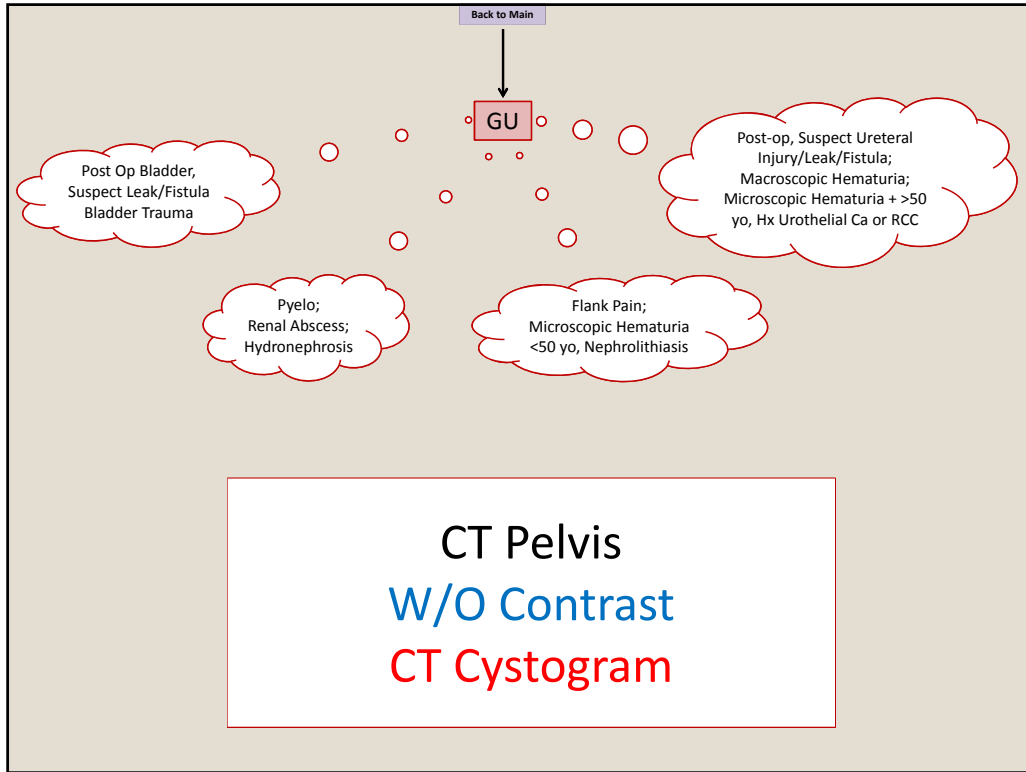 Back to Main
GU
Post Op Bladder,
Suspect Leak/Fistula
Bladder Trauma
Post-op, Suspect Ureteral
Injury/Leak/Fistula;
Macroscopic Hematuria;
Microscopic Hematuria + >50
yo, Hx Urothelial Ca or RCC
Pyelo;
Renal Abscess;
Hydronephrosis
Flank Pain;
Microscopic Hematuria
<50 yo, Nephrolithiasis
CT Pelvis
W/O Contrast
CT Cystogram